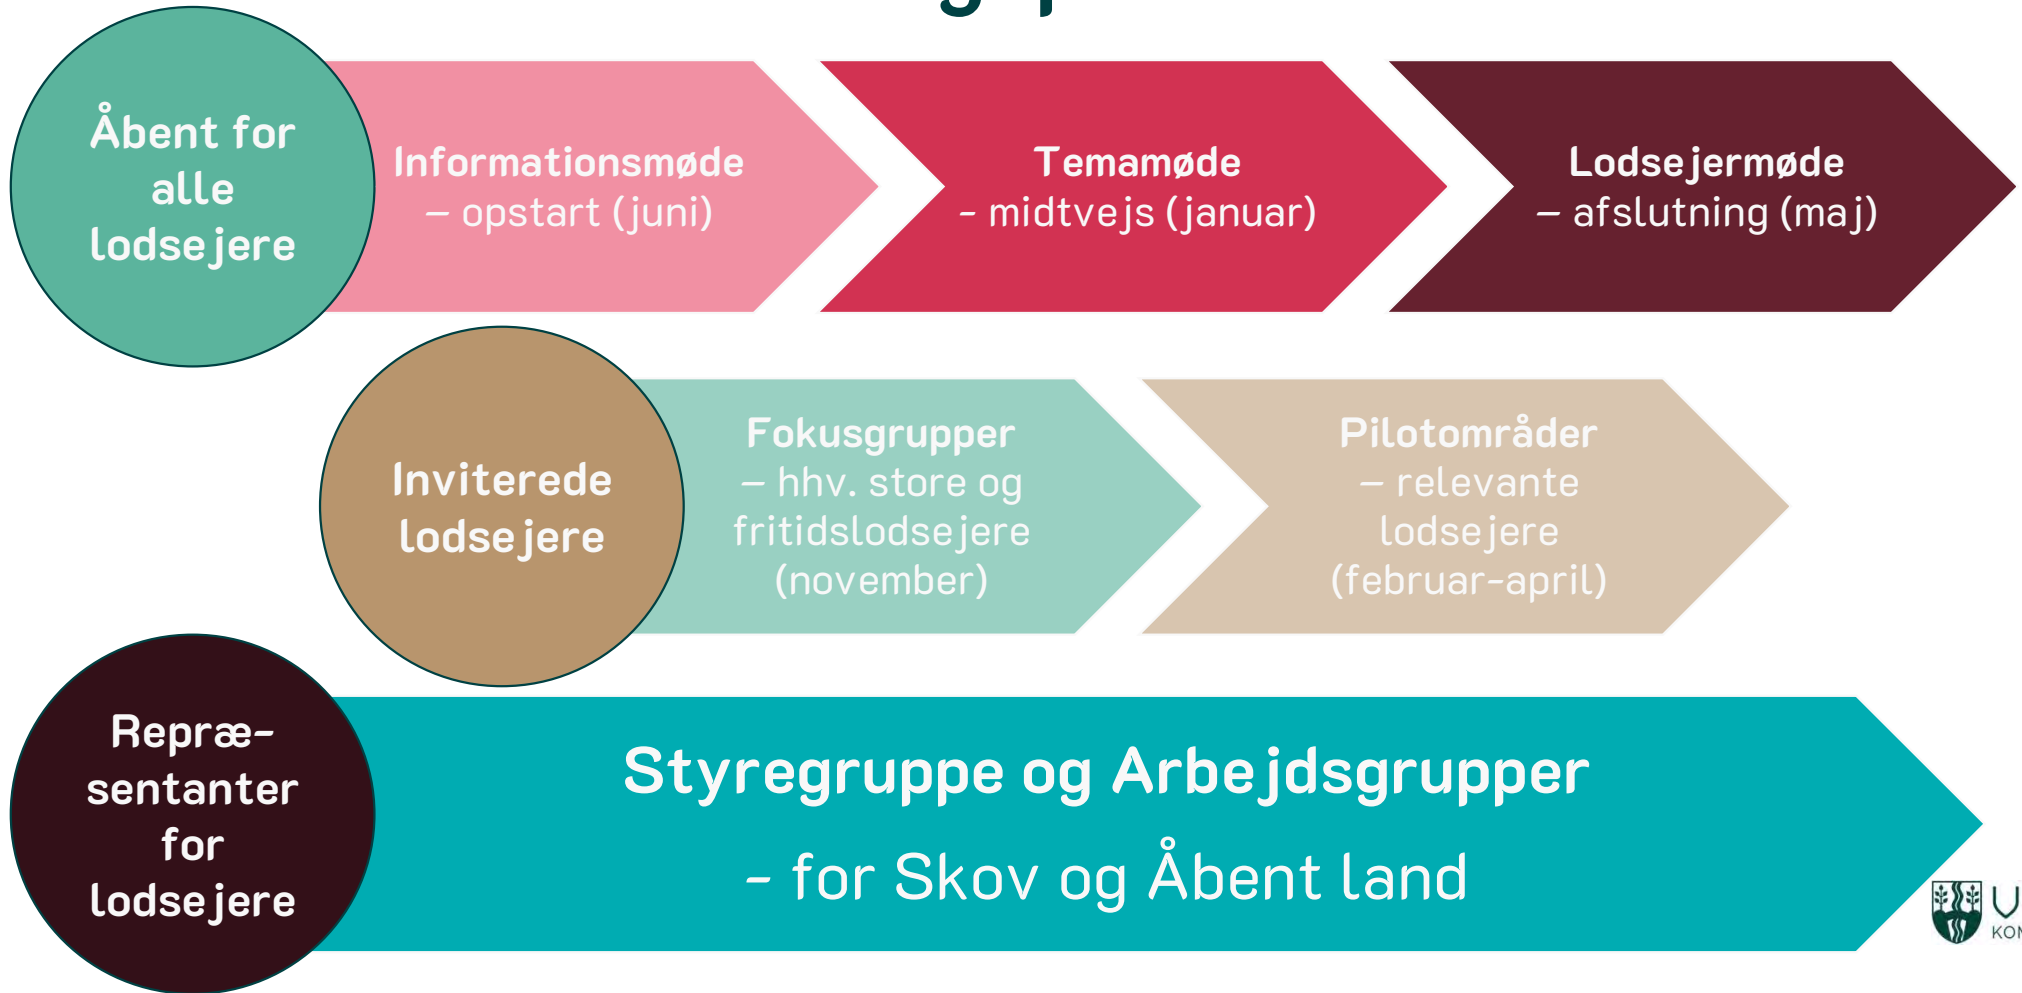 Åbent for
alle
lodsejere
Informationsmøde
– opstart (juni)
Temamøde
- midtvejs (januar)
Lodsejermøde
– afslutning (maj)
Inviterede
lodsejere
Fokusgrupper
– hhv. store og
fritidslodsejere
(november)
Pilotområder
– relevante
lodsejere
(februar-april)
Repræ-
sentanter
for
lodsejere
Styregruppe og Arbejdsgrupper
- for Skov og Åbent land